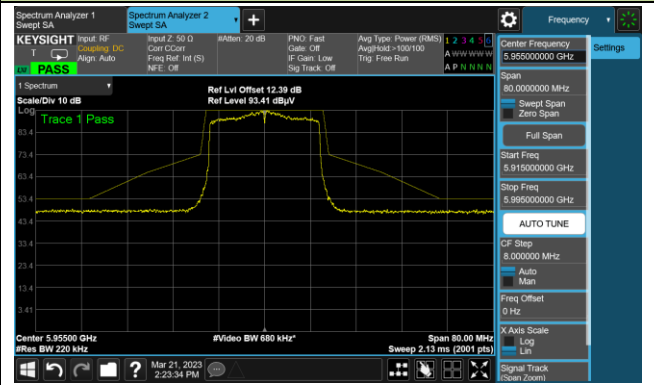 Spectrum Analyzer 1
Swept SA
Spectrum Analyzer 2
Swept SA
Frequency
KEYSIGHT
Input: RF
Coupling: DC
Align: Auto
Input Z: 50 Ω
Corr CCorr
Freq Ref: Int (S)
NFE: Off
#Atten: 20 dB
PNO: Fast
Gate: Off
IF Gain: Low
Sig Track: Off
Avg Type: Power (RMS)
Avg|Hold >100/100
Trig: Free Run
1 2 3 4 5 6
A W W W W W
A P N N N N
T
PASS
1 Spectrum
Scale/Div 10 dB
Ref Lvl Offset 12.39 dB
Ref Level 93.41 dBµV
Log
Trace 1 Pass
83.4
73.4
63.4
53.4
43.4
33.4
23.4
13.4
3.41
Center 5.95500 GHz
#Res BW 220 kHz
#Video BW 680 kHz*
Span 80.00 MHz
Sweep 2.13 ms (2001 pts)
Center Frequency
5.955000000 GHz
Settings
Span
80.0000000 MHz
Swept Span
Zero Span
Full Span
Start Freq
5.915000000 GHz
Stop Freq
5.995000000 GHz
AUTO TUNE
CF Step
8.000000 MHz
Auto
Man
Freq Offset
0 Hz
X Axis Scale
Log
Lin
Signal Track
(Span Zoom)
?
Mar 21, 2023
2:23:34 PM